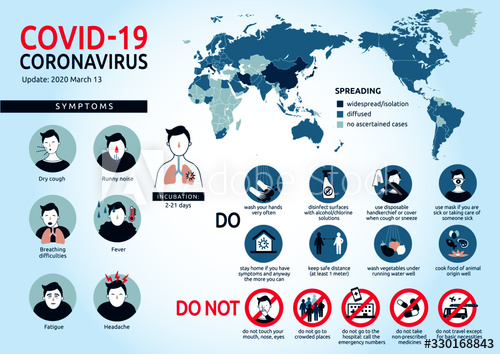 COVID-19
CORONAVIRUS
Update: 2020 March 13
SYMPTOMS
Dry cough
Runny noise
Breathing
difficulties
Fever
Fatigue
Headache
INCUBATION:
2-21 days
SPREADING
widespread/isolation
diffused
no ascertained cases
DO
wash your hands
very often
disinfect surfaces
with alcohol/chlorine
solutions
use disposable
handkerchief or cover
when cough or sneeze
use mask if you are
sick or taking care of
someone sick
stay home if you have
symptoms and anyway
the more you can
keep safe distance
(at least 1 meter)
wash vegetables under
running water well
cook food of animal
origin well
DO NOT
do not touch your
mouth, nose, eyes
do not go to
crowded places
do not go to the
hospital: call the
emergency numbers
do not take
non-prescribed
medicines
do not travel except
for basic necessities
Adobe Stock
#330168843